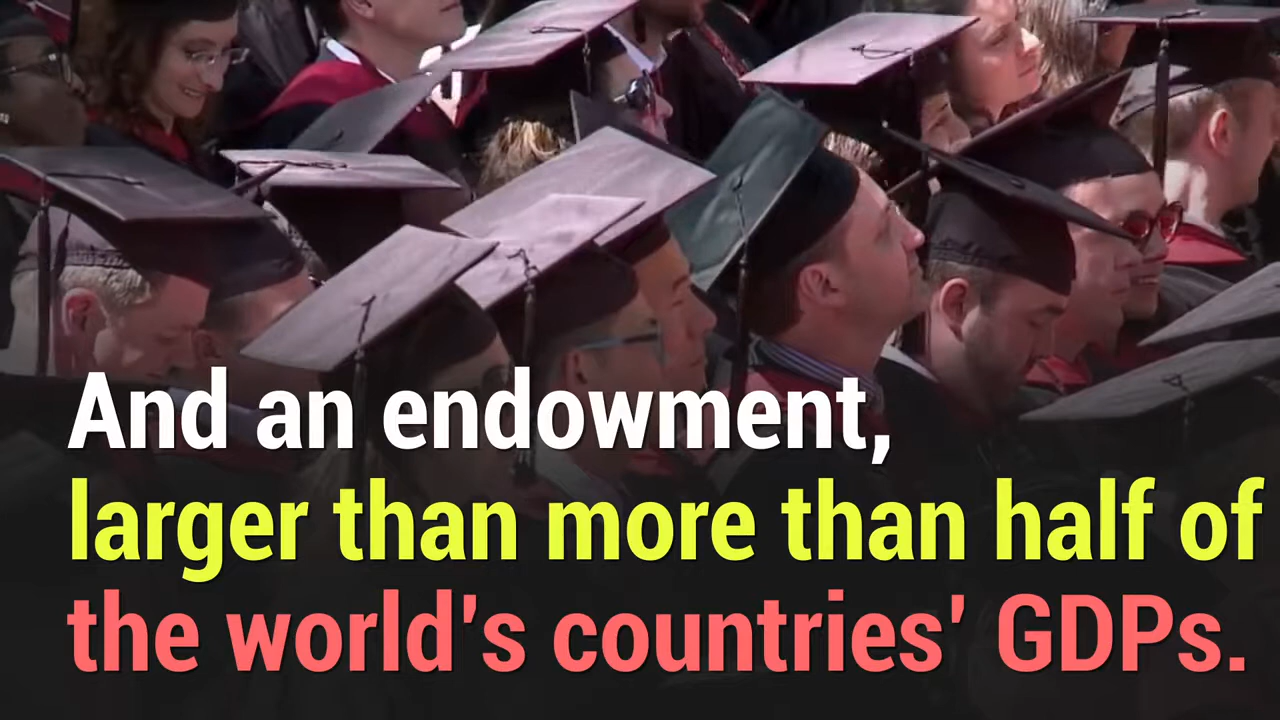 And an endowment,
larger than more than half of
the world's countries' GDPs.